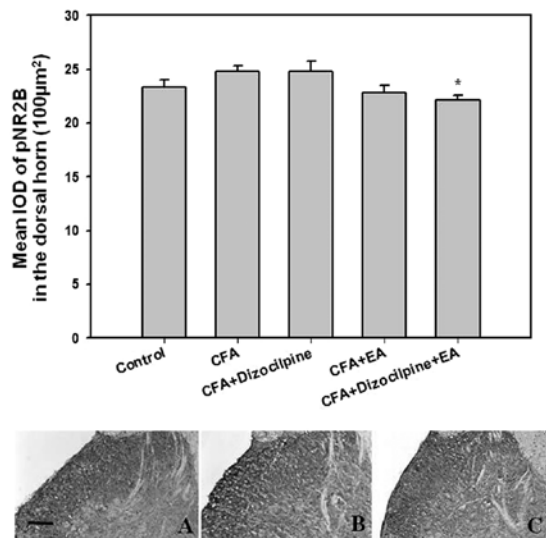 Mean IOD of pNR2B
in the dorsal horn (100µm²)
30
25
20
15
10
5
0
*
Control
CFA
CFA+Dizocilpine
CFA+EA
CFA+Dizocilpine+EA
A
B
C